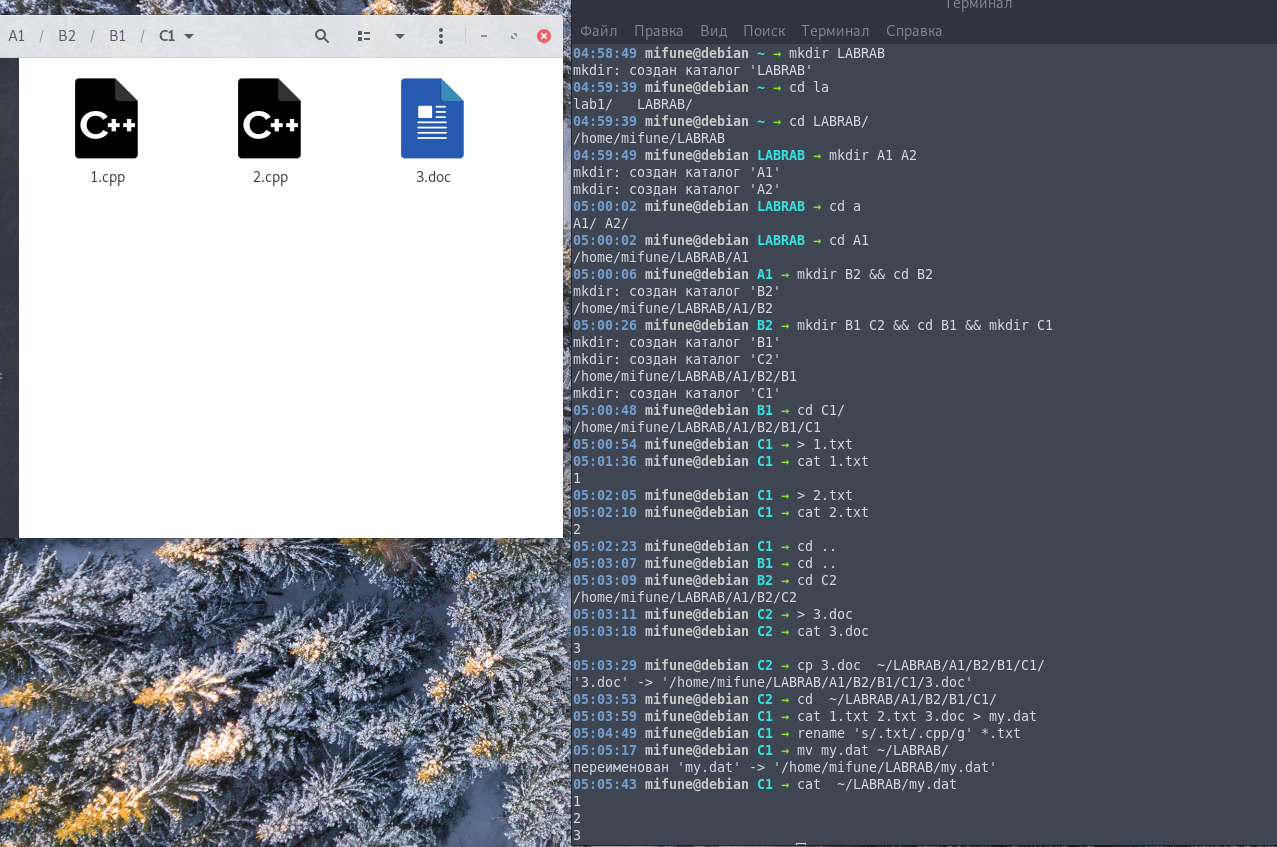 A1 / B2 / B1 / C1
C++
C++
1.cpp
2.cpp
3.doc
Терминал
Файл Правка Вид Поиск Терминал Справка
04:58:49 mifune@debian ~ → mkdir LABRAB
mkdir: создан каталог 'LABRAB'
04:59:39 mifune@debian ~ → cd la
lab1/   LABRAB/
04:59:39 mifune@debian ~ → cd LABRAB/
/home/mifune/LABRAB
04:59:49 mifune@debian LABRAB → mkdir A1 A2
mkdir: создан каталог 'A1'
mkdir: создан каталог 'A2'
05:00:02 mifune@debian LABRAB → cd a
A1/ A2/
05:00:02 mifune@debian LABRAB → cd A1
/home/mifune/LABRAB/A1
05:00:06 mifune@debian A1 → mkdir B2 && cd B2
mkdir: создан каталог 'B2'
/home/mifune/LABRAB/A1/B2
05:00:26 mifune@debian B2 → mkdir B1 C2 && cd B1 && mkdir C1
mkdir: создан каталог 'B1'
mkdir: создан каталог 'C2'
/home/mifune/LABRAB/A1/B2/B1
mkdir: создан каталог 'C1'
05:00:48 mifune@debian B1 → cd C1/
/home/mifune/LABRAB/A1/B2/B1/C1
05:00:54 mifune@debian C1 → > 1.txt
05:01:36 mifune@debian C1 → cat 1.txt
1
05:02:05 mifune@debian C1 → > 2.txt
05:02:10 mifune@debian C1 → cat 2.txt
2
05:02:23 mifune@debian C1 → cd ..
05:03:07 mifune@debian B1 → cd ..
05:03:09 mifune@debian B2 → cd C2
/home/mifune/LABRAB/A1/B2/C2
05:03:11 mifune@debian C2 → > 3.doc
05:03:18 mifune@debian C2 → cat 3.doc
3
05:03:29 mifune@debian C2 → cp 3.doc  ~/LABRAB/A1/B2/B1/C1/
'3.doc' -> '/home/mifune/LABRAB/A1/B2/B1/C1/3.doc'
05:03:53 mifune@debian C2 → cd  ~/LABRAB/A1/B2/B1/C1/
05:03:59 mifune@debian C1 → cat 1.txt 2.txt 3.doc > my.dat
05:04:49 mifune@debian C1 → rename 's/.txt/.cpp/g' *.txt
05:05:17 mifune@debian C1 → mv my.dat ~/LABRAB/
переименован 'my.dat' -> '/home/mifune/LABRAB/my.dat'
05:05:43 mifune@debian C1 → cat  ~/LABRAB/my.dat
1
2
3